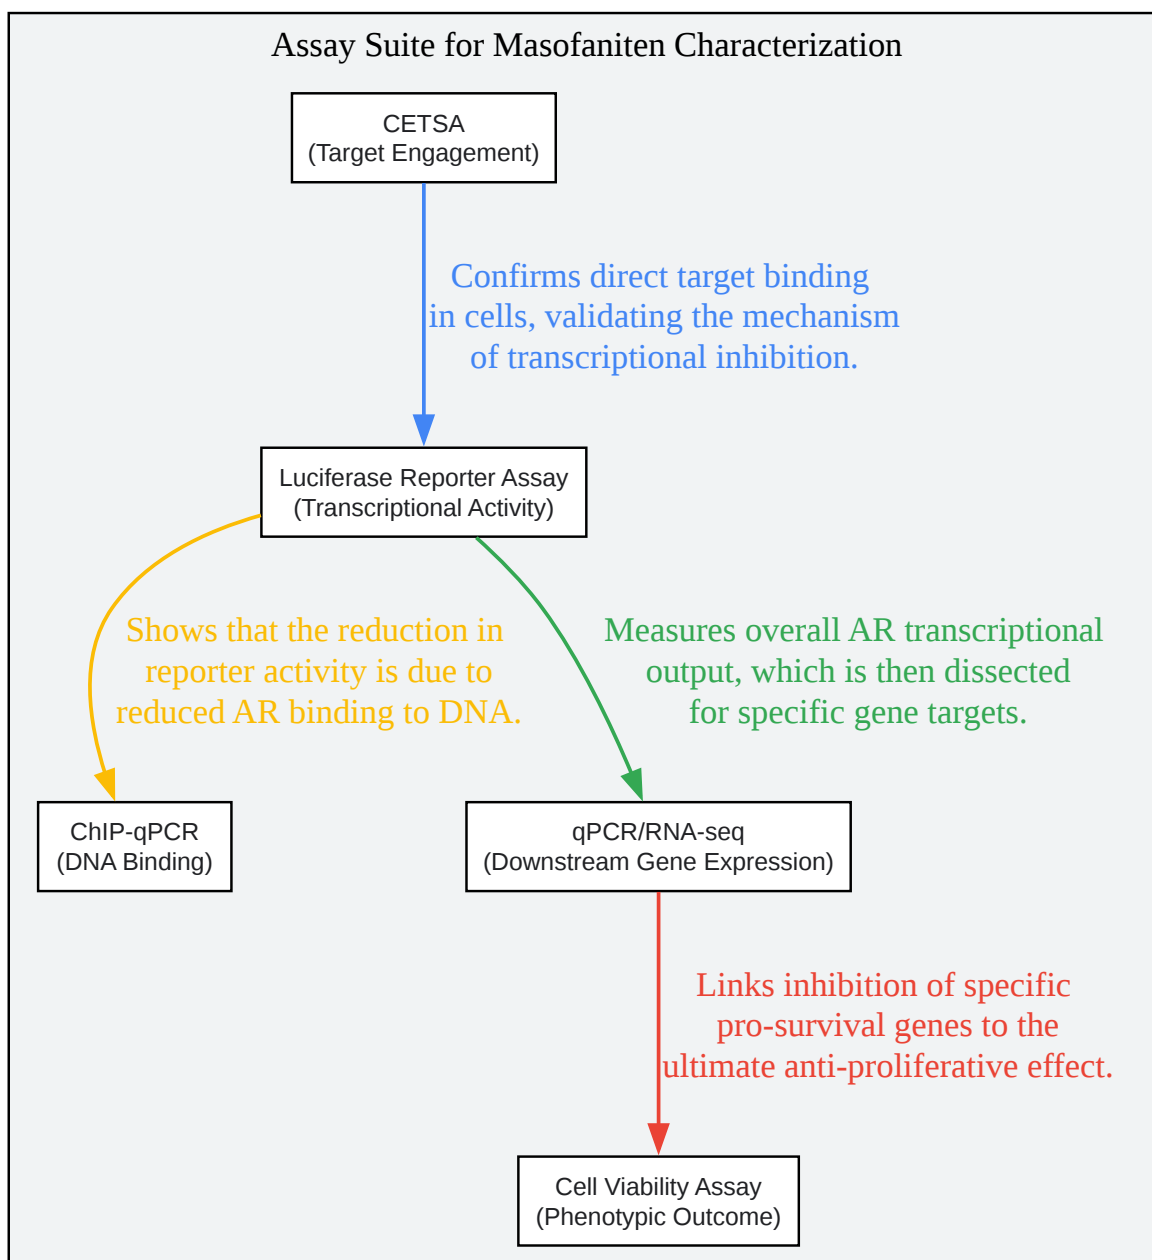 Assay Suite for Masofaniten Characterization
CETSA
(Target Engagement)
Confirms direct target binding
in cells, validating the mechanism
of transcriptional inhibition.
Luciferase Reporter Assay
(Transcriptional Activity)
Shows that the reduction in
reporter activity is due to
reduced AR binding to DNA.
Measures overall AR transcriptional
output, which is then dissected
for specific gene targets.
ChIP-qPCR
(DNA Binding)
qPCR/RNA-seq
(Downstream Gene Expression)
Links inhibition of specific
pro-survival genes to the
ultimate anti-proliferative effect.
Cell Viability Assay
(Phenotypic Outcome)